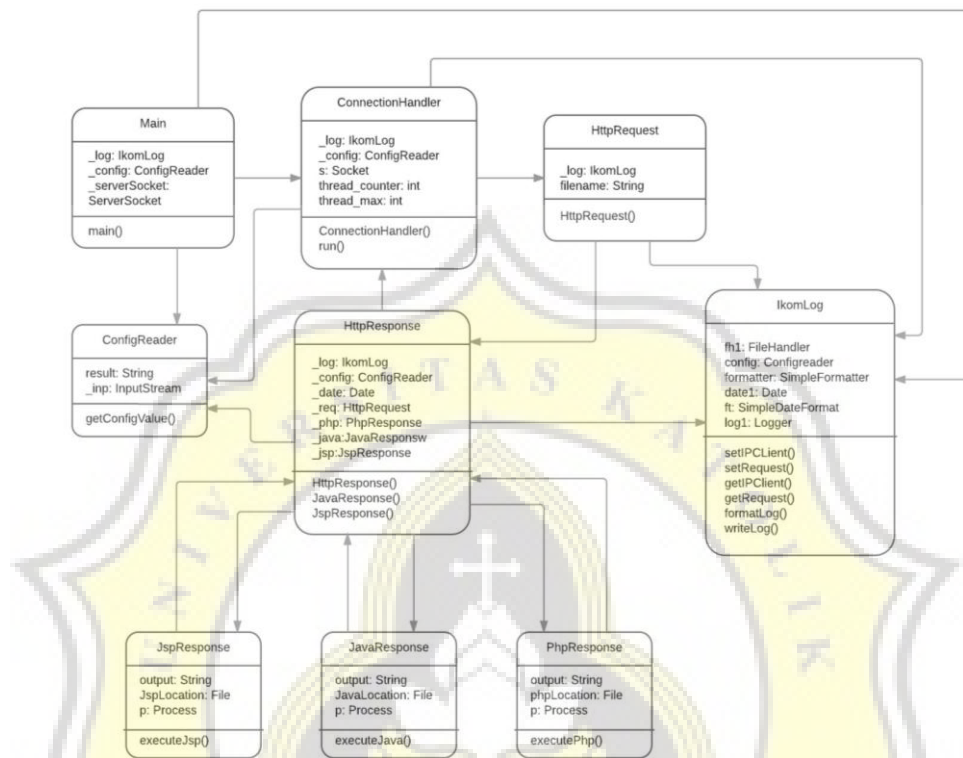 Main
_log: IkomLog
_config: ConfigReader
_serverSocket:
ServerSocket
main()
ConnectionHandler
_log: IkomLog
_config: ConfigReader
s: Socket
thread_counter: int
thread_max: int
ConnectionHandler()
run()
HttpRequest
_log: IkomLog
filename: String
HttpRequest()
ConfigReader
result: String
_inp: InputStream
getConfigValue()
HttpResponse
_log: IkomLog
_config: ConfigReader
_date: Date
_req: HttpRequest
_php: PhpResponse
_java:JavaResponsw
_jsp:JspResponse
HttpResponse()
JavaResponse()
JspResponse()
IkomLog
fh1: FileHandler
config: Configreader
formatter: SimpleFormatter
date1: Date
ft: SimpleDateFormat
log1: Logger
setIPCLient()
setRequest()
getIPClient()
getRequest()
formatLog()
writeLog()
JspResponse
output: String
JspLocation: File
p: Process
executeJsp()
JavaResponse
output: String
JavaLocation: File
p: Process
executeJava()
PhpResponse
output: String
phpLocation: File
p: Process
executePhp()